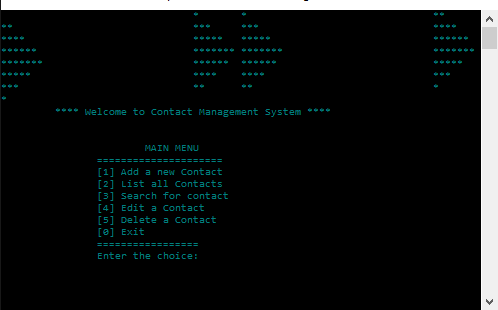 **** Welcome to Contact Management System ****
MAIN MENU
=====================
[1] Add a new Contact
[2] List all Contacts
[3] Search for contact
[4] Edit a Contact
[5] Delete a Contact
[0] Exit
=================
Enter the choice: